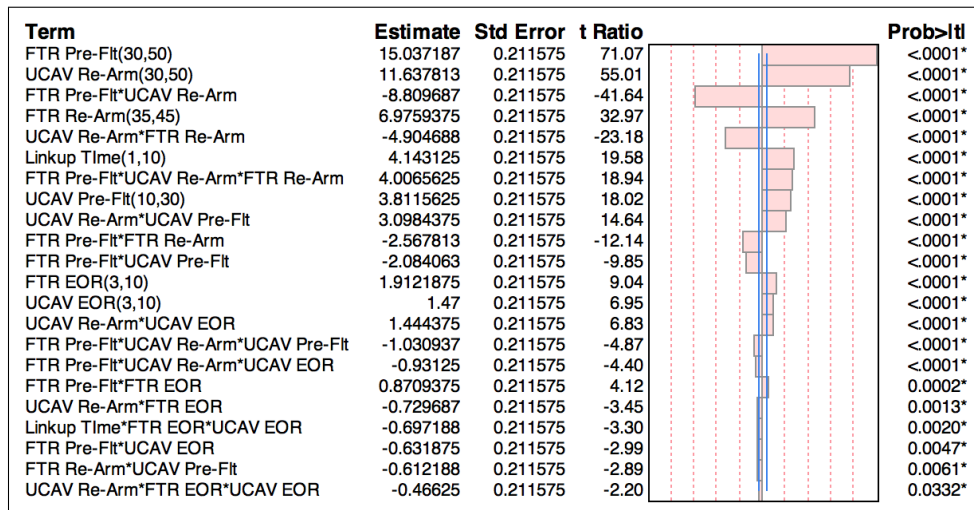 Term Estimate Std Error t Ratio Prob>|t|
FTR Pre-Flt(30,50) 15.037187 0.211575 71.07 <.0001*
UCAV Re-Arm(30,50) 11.637813 0.211575 55.01 <.0001*
FTR Pre-Flt*UCAV Re-Arm -8.809687 0.211575 -41.64 <.0001*
FTR Re-Arm(35,45) 6.9759375 0.211575 32.97 <.0001*
UCAV Re-Arm*FTR Re-Arm -4.904688 0.211575 -23.18 <.0001*
Linkup TIme(1,10) 4.143125 0.211575 19.58 <.0001*
FTR Pre-Flt*UCAV Re-Arm*FTR Re-Arm 4.0065625 0.211575 18.94 <.0001*
UCAV Pre-Flt(10,30) 3.8115625 0.211575 18.02 <.0001*
UCAV Re-Arm*UCAV Pre-Flt 3.0984375 0.211575 14.64 <.0001*
FTR Pre-Flt*FTR Re-Arm -2.567813 0.211575 -12.14 <.0001*
FTR Pre-Flt*UCAV Pre-Flt -2.084063 0.211575 -9.85 <.0001*
FTR EOR(3,10) 1.9121875 0.211575 9.04 <.0001*
UCAV EOR(3,10) 1.47 0.211575 6.95 <.0001*
UCAV Re-Arm*UCAV EOR 1.444375 0.211575 6.83 <.0001*
FTR Pre-Flt*UCAV Re-Arm*UCAV Pre-Flt -1.030937 0.211575 -4.87 <.0001*
FTR Pre-Flt*UCAV Re-Arm*UCAV EOR -0.93125 0.211575 -4.40 <.0001*
FTR Pre-Flt*FTR EOR 0.8709375 0.211575 4.12 0.0002*
UCAV Re-Arm*FTR EOR -0.729687 0.211575 -3.45 0.0013*
Linkup TIme*FTR EOR*UCAV EOR -0.697188 0.211575 -3.30 0.0020*
FTR Pre-Flt*UCAV EOR -0.631875 0.211575 -2.99 0.0047*
FTR Re-Arm*UCAV Pre-Flt -0.612188 0.211575 -2.89 0.0061*
UCAV Re-Arm*FTR EOR*UCAV EOR -0.46625 0.211575 -2.20 0.0332*